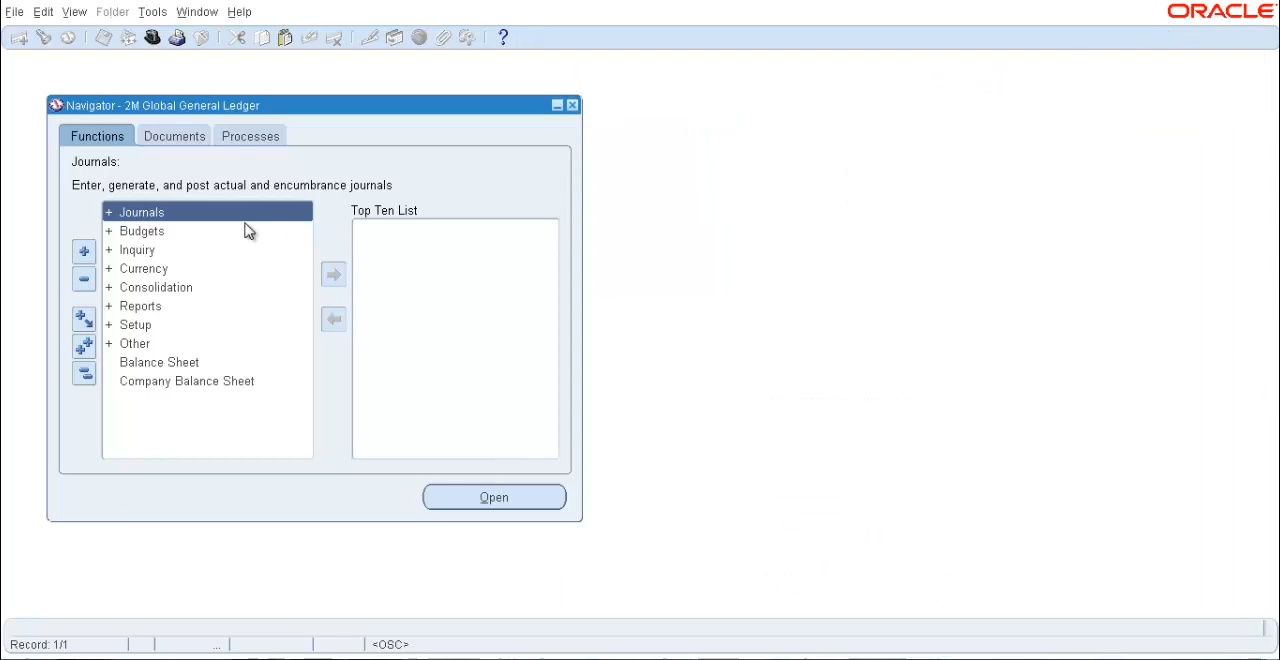 File Edit View Folder Tools Window Help ORACLE
?
Navigator - 2M Global General Ledger
Functions Documents Processes
Journals:
Enter, generate, and post actual and encumbrance journals
+ Journals
Top Ten List
+ Budgets
+ Inquiry
+ Currency
+ Consolidation
+ Reports
+ Setup
+ Other
Balance Sheet
Company Balance Sheet
Open
Record: 1/1 ... <OSC>